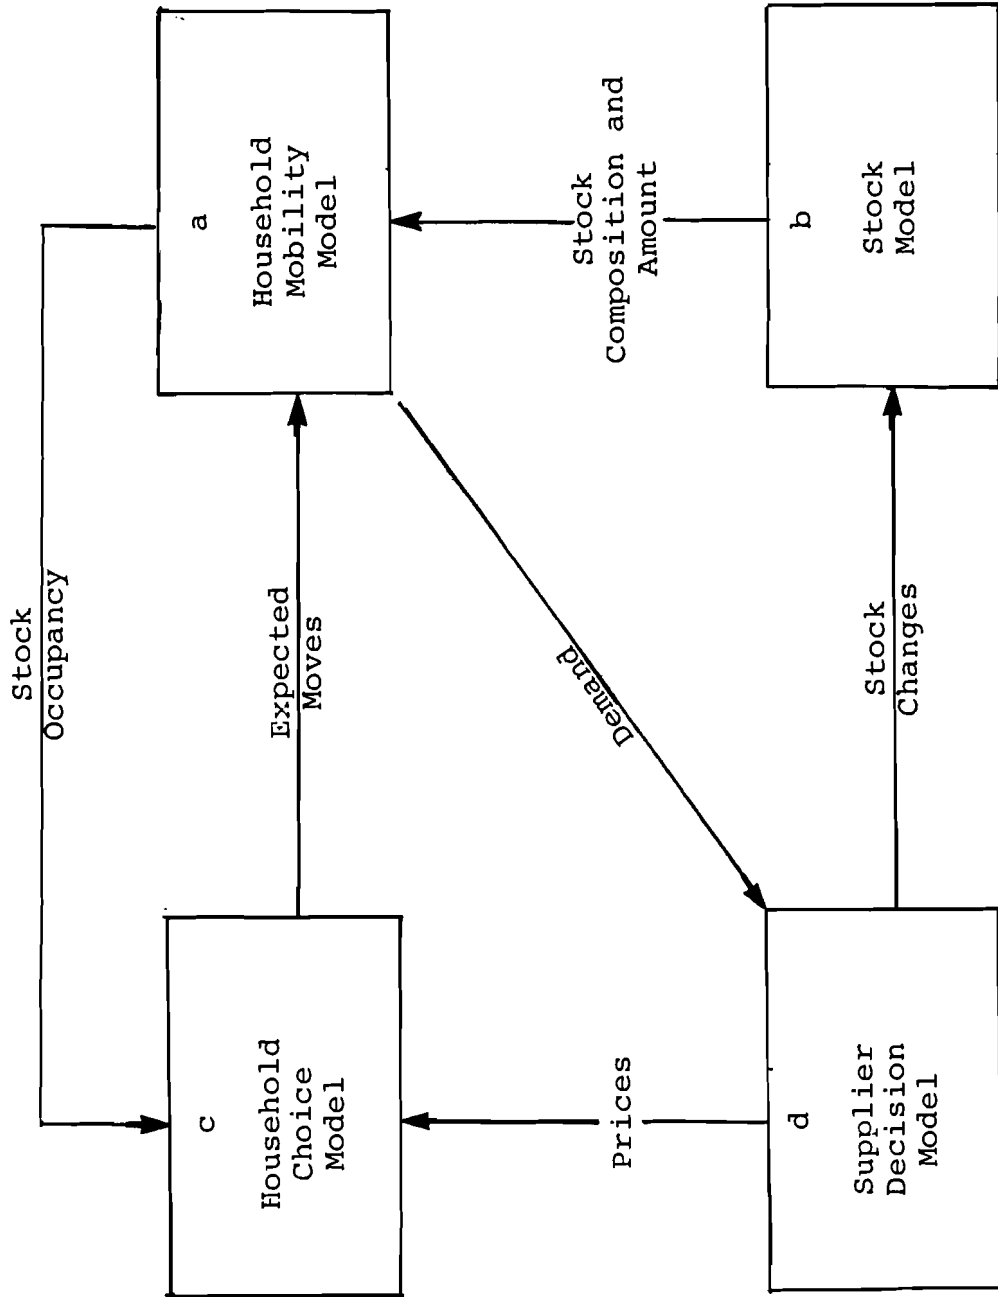 Stock
Occupancy
c
Household
Choice
Model
Expected
Moves
a
Household
Mobility
Model
Prices
Demand
Stock
Composition and
Amount
d
Supplier
Decision
Model
Stock
Changes
b
Stock
Model